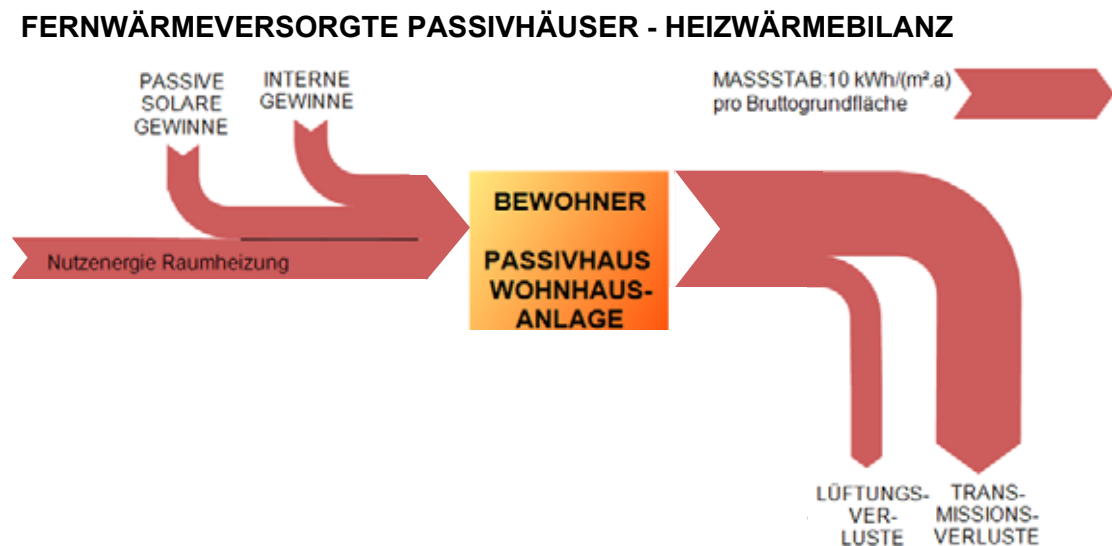 FERNWÄRMEVERSORGTE PASSIVHÄUSER - HEIZWÄRMEBILANZ
PASSIVE
SOLARE
GEWINNE
INTERNE
GEWINNE
MASSSTAB:10 kWh/(m².a)
pro Bruttogrundfläche
Nutzenergie Raumheizung
BEWOHNER
PASSIVHAUS
WOHNHAUS-
ANLAGE
LÜFTUNGS-
VER-
LUSTE
TRANS-
MISSIONS-
VERLUSTE